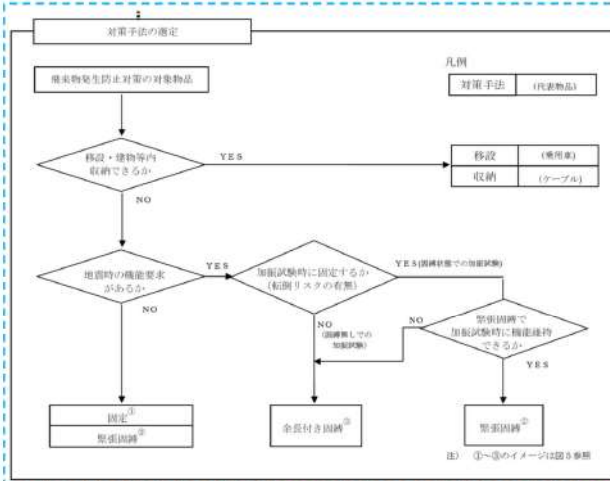 対策手法の選定
飛来物発生防止対策の対象物品
凡例
対策手法 (代表物品)
移設・建物等内
収納できるか
YES
移設 (乗用車)
収納 (ケーブル)
NO
地震時の機能要求
があるか
YES
加振試験時に固定するか
(転倒リスクの有無)
YES(固縛状態での加振試験)
NO
NO
(固縛無しでの
加振試験)
NO
緊張固縛で
加振試験時に機能維持
できるか
YES
固定①
緊張固縛②
余長付き固縛③
緊張固縛②
注) ①~③のイメージは図5参照